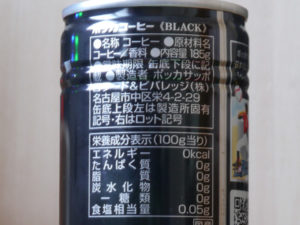 ポッカコーヒー《BLACK》
●名称 コーヒー ●原材料名
コーヒー/香料 ●内容量 185g
●賞味期限 缶底下段に記
載 ●製造者 ポッカサッポ
ロフード&ビバレッジ(株)
名古屋市中区栄4-2-29
缶底上段左は製造所固有
記号・右はロット記号
栄養成分表示(100g当り)
エネルギー 0kcal
たんぱく質 0g
脂質 0g
炭水化物 0g
－糖類 0g
食塩相当量 0.05g